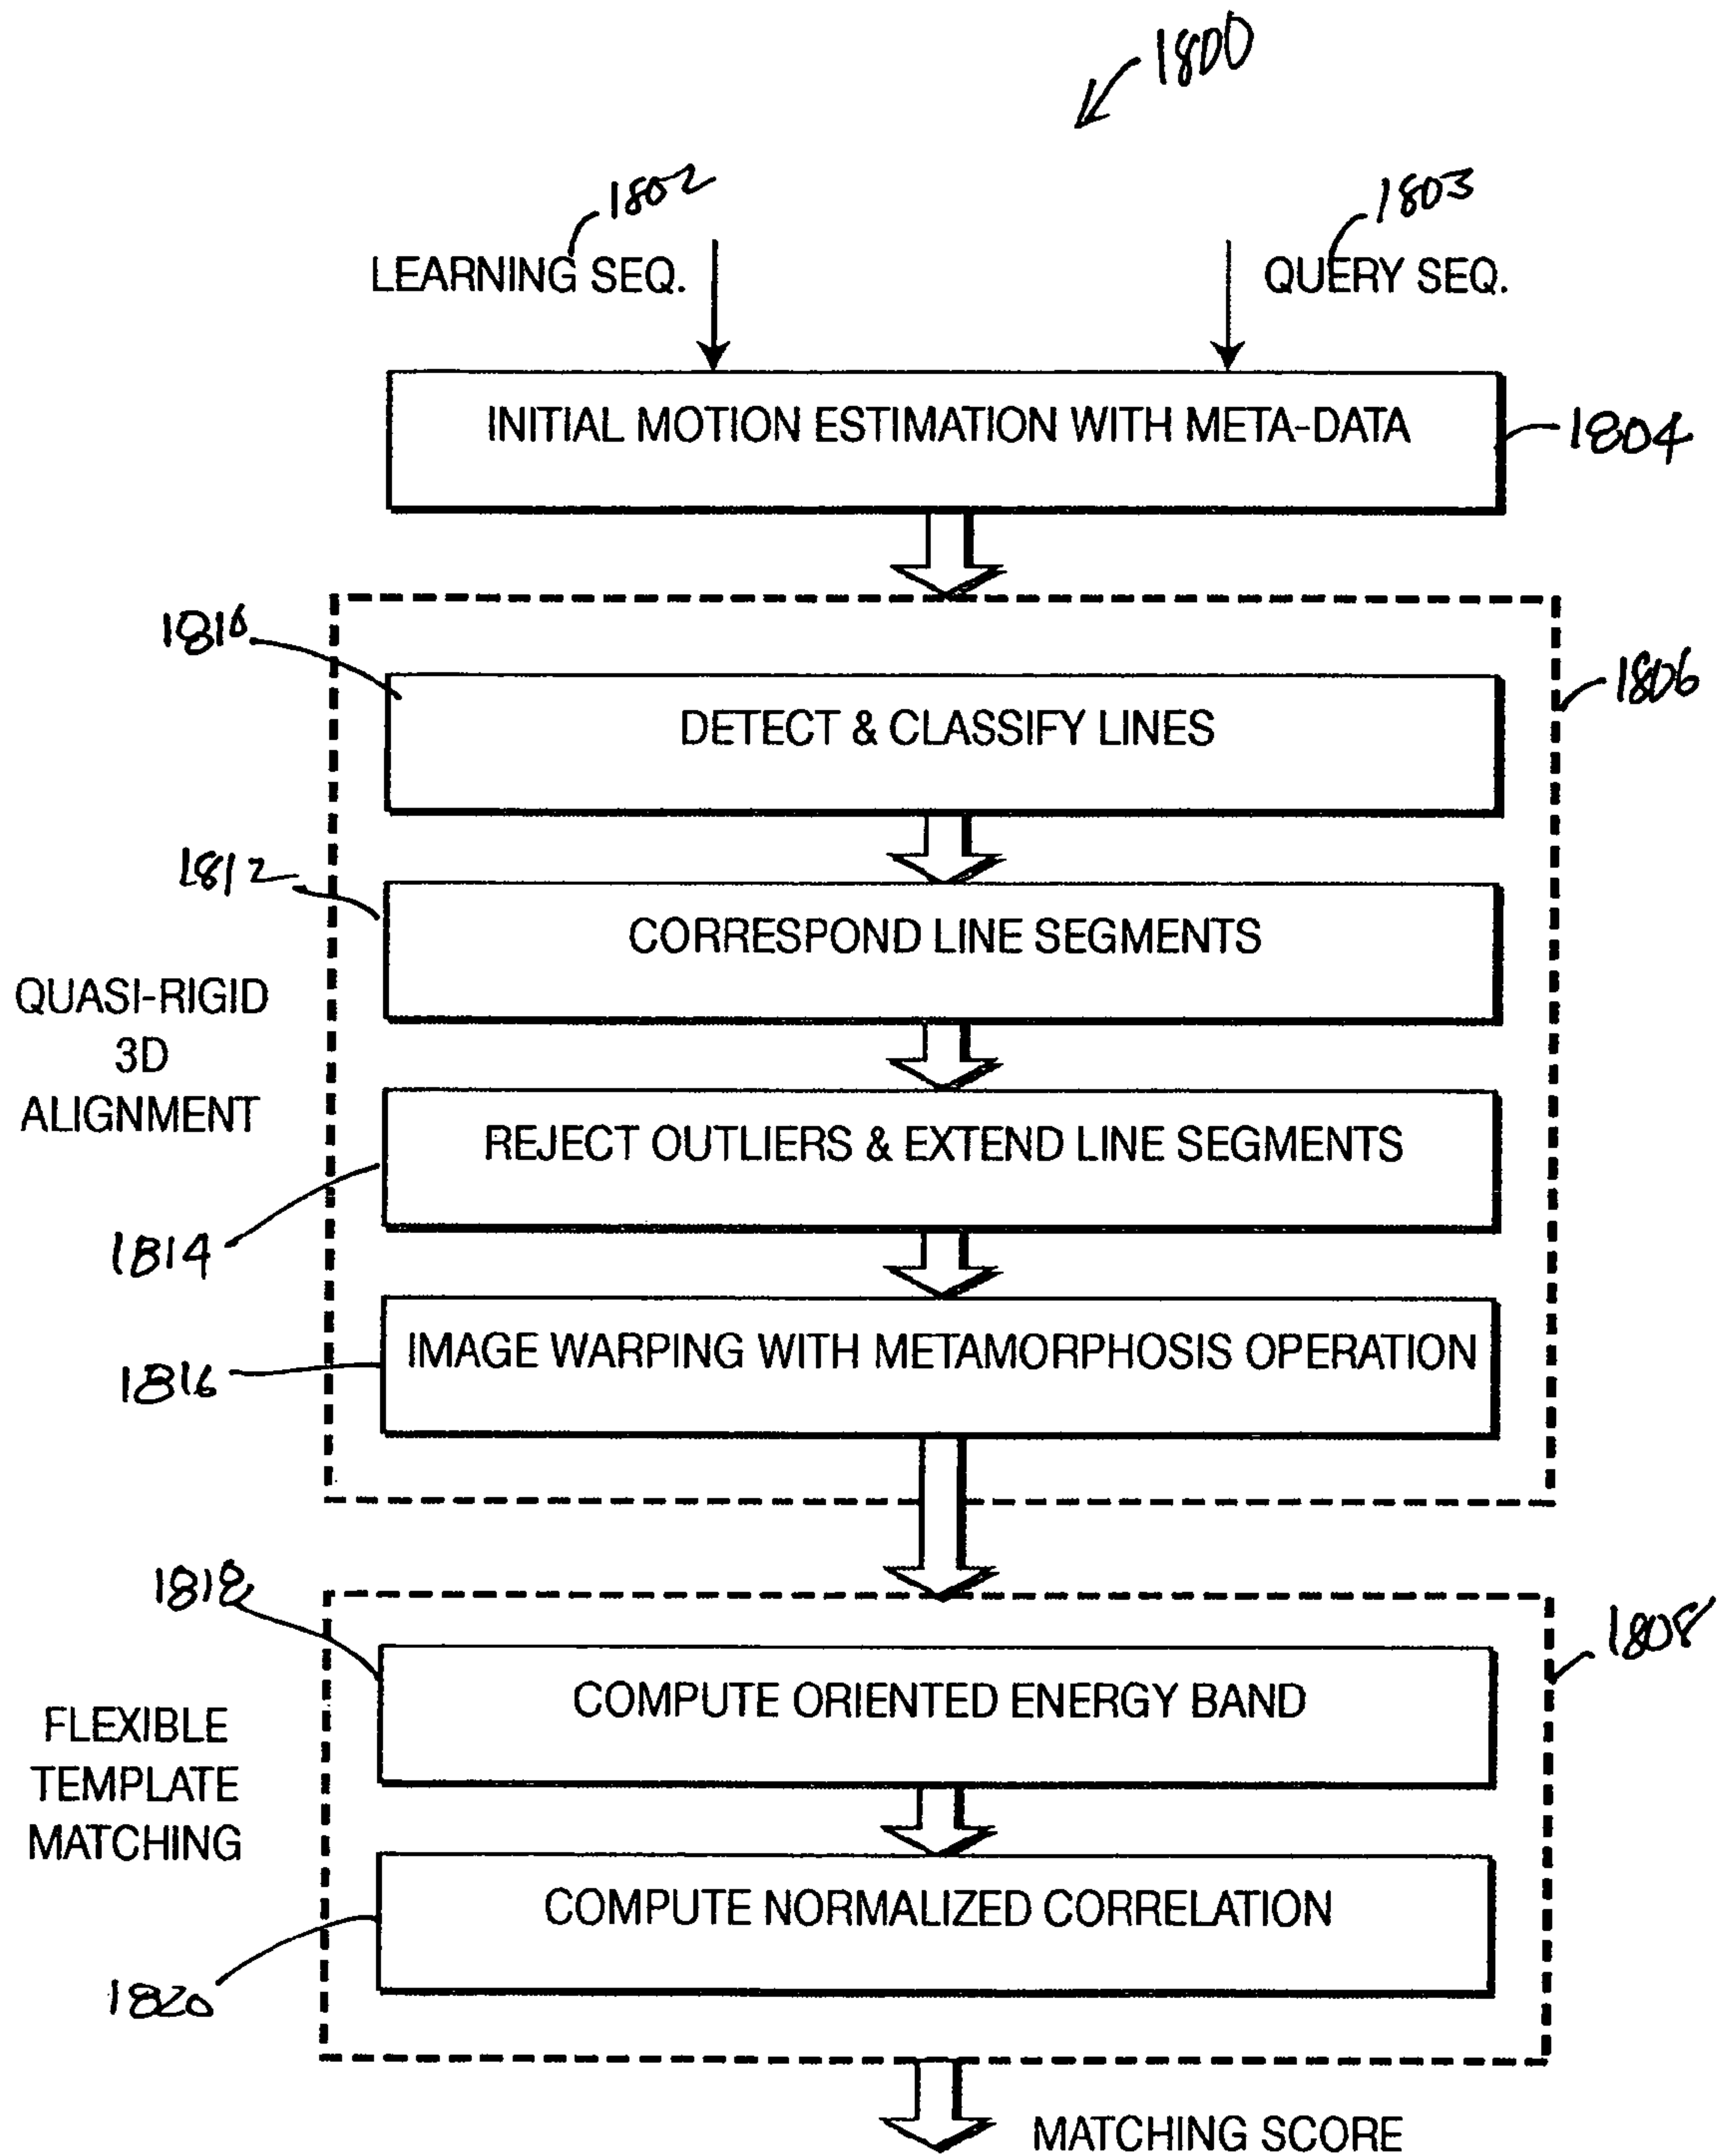 1800
1802
1803
LEARNING SEQ.
QUERY SEQ.
INITIAL MOTION ESTIMATION WITH META-DATA
1804
1810
1806
DETECT & CLASSIFY LINES
1812
CORRESPOND LINE SEGMENTS
QUASI-RIGID
3D
ALIGNMENT
REJECT OUTLIERS & EXTEND LINE SEGMENTS
1814
IMAGE WARPING WITH METAMORPHOSIS OPERATION
1816
1818
1808
COMPUTE ORIENTED ENERGY BAND
FLEXIBLE
TEMPLATE
MATCHING
COMPUTE NORMALIZED CORRELATION
1820
MATCHING SCORE